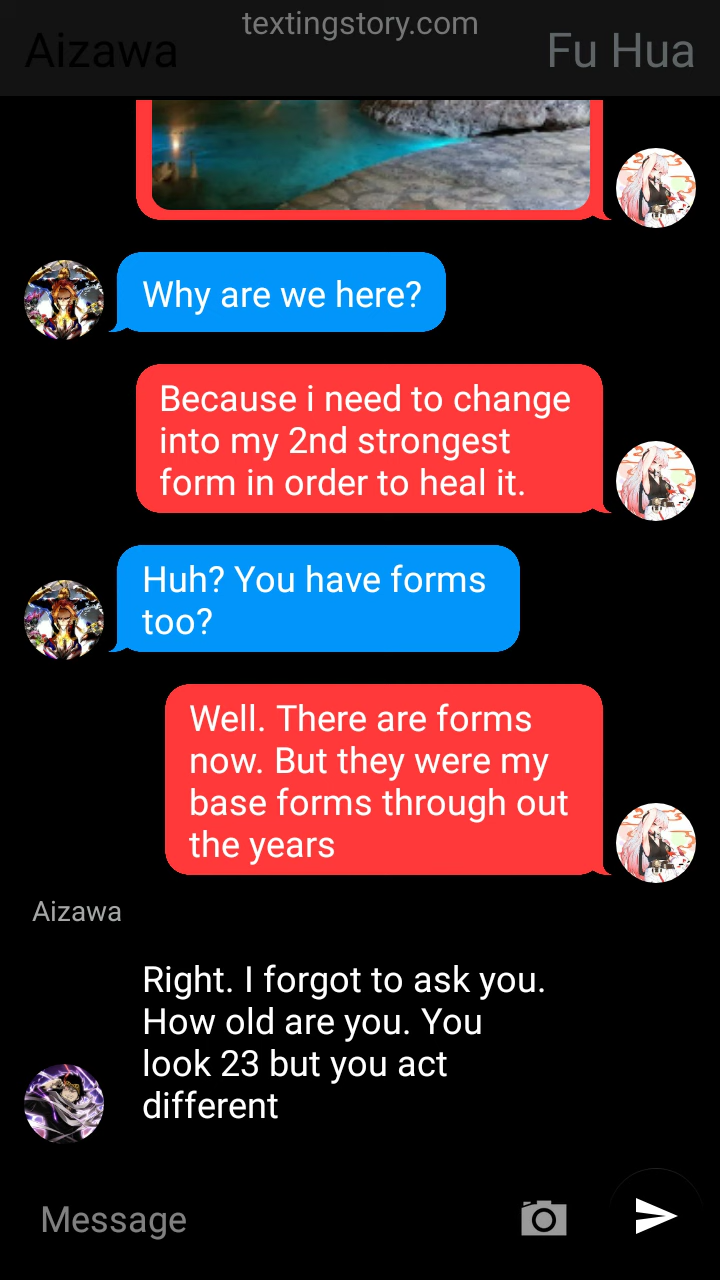 textingstory.com
Aizawa
Fu Hua
Why are we here?
Because i need to change
into my 2nd strongest
form in order to heal it.
Huh? You have forms
too?
Well. There are forms
now. But they were my
base forms through out
the years
Aizawa
Right. I forgot to ask you.
How old are you. You
look 23 but you act
different
Message